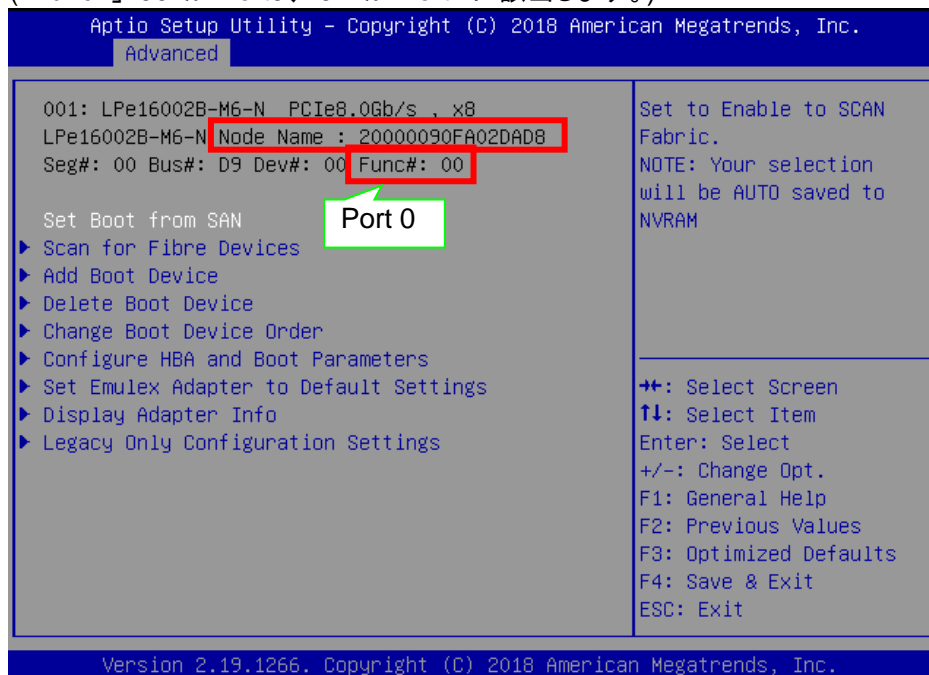 Aptio Setup Utility – Copyright (C) 2018 American Megatrends, Inc.
Advanced
001: LPe16002B-M6-N PCIe8.0Gb/s , x8
LPe16002B-M6-N Node Name : 20000090FA02DAD8
Seg#: 00 Bus#: D9 Dev#: 00 Func#: 00
Port 0
Set Boot from SAN
Scan for Fibre Devices
Add Boot Device
Delete Boot Device
Change Boot Device Order
Configure HBA and Boot Parameters
Set Emulex Adapter to Default Settings
Display Adapter Info
Legacy Only Configuration Settings
Set to Enable to SCAN
Fabric.
NOTE: Your selection
will be AUTO saved to
NVRAM
→←: Select Screen
↑↓: Select Item
Enter: Select
+/-: Change Opt.
F1: General Help
F2: Previous Values
F3: Optimized Defaults
F4: Save & Exit
ESC: Exit
Version 2.19.1266. Copyright (C) 2018 American Megatrends, Inc.